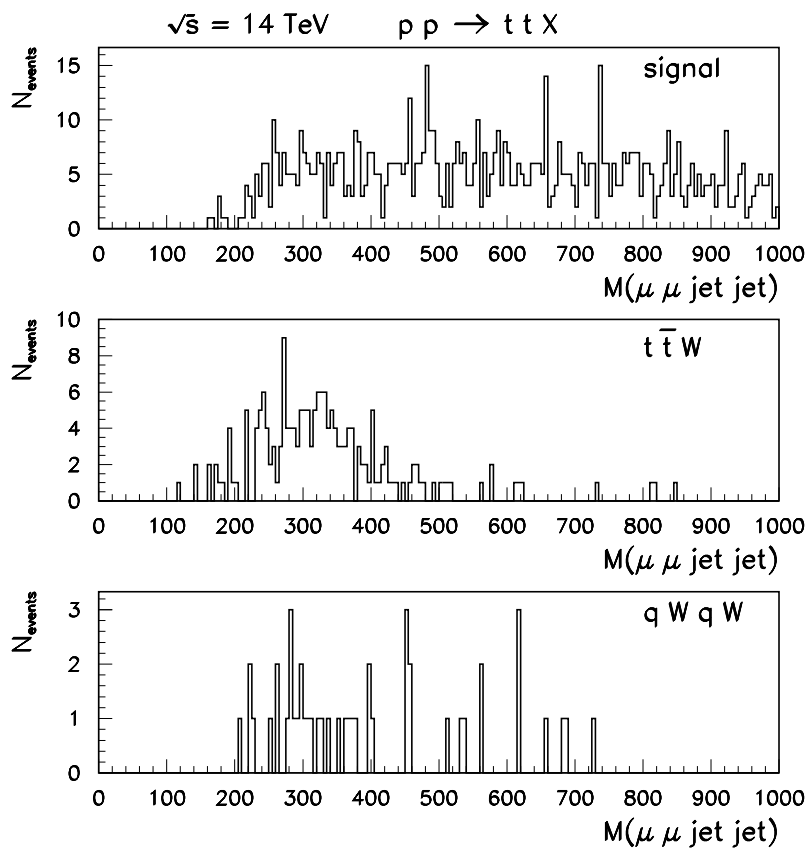 √s̅ = 14 TeV p p → t t X
signal
N_events
15
10
5
0
0 100 200 300 400 500 600 700 800 900 1000
M(μ μ jet jet)
t t̅ W
N_events
10
8
6
4
2
0
0 100 200 300 400 500 600 700 800 900 1000
M(μ μ jet jet)
q W q W
N_events
3
2
1
0
0 100 200 300 400 500 600 700 800 900 1000
M(μ μ jet jet)